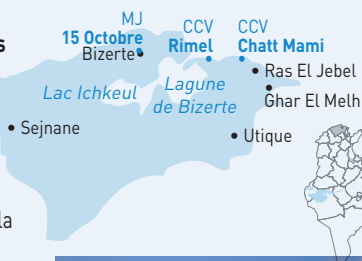 s
MJ
15 Octobre
Bizerte
CCV
Rimel
CCV
Chatt Mami
Ras El Jebel
Ghar El Melh
Lac Ichkeul
Lagune
de Bizerte
Sejnane
Utique
la